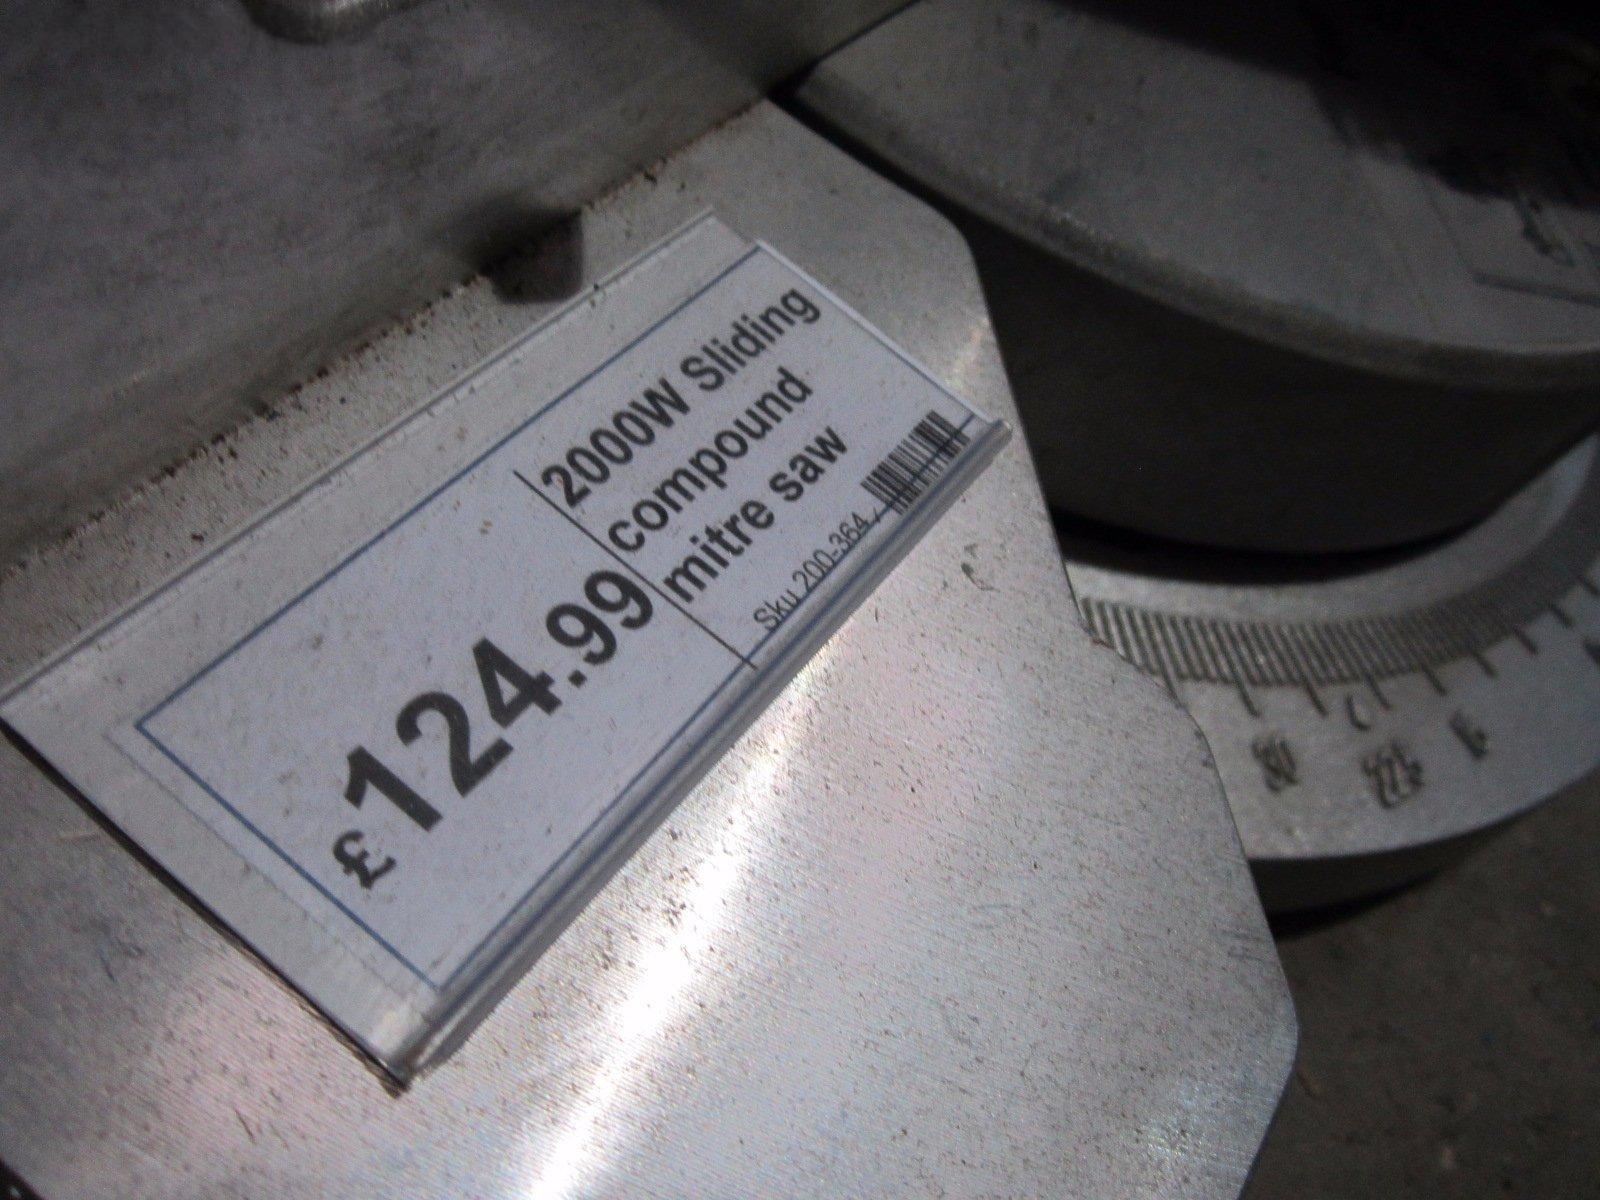 2000W Sliding
compound
mitre saw
Sku 200-364
£124.99